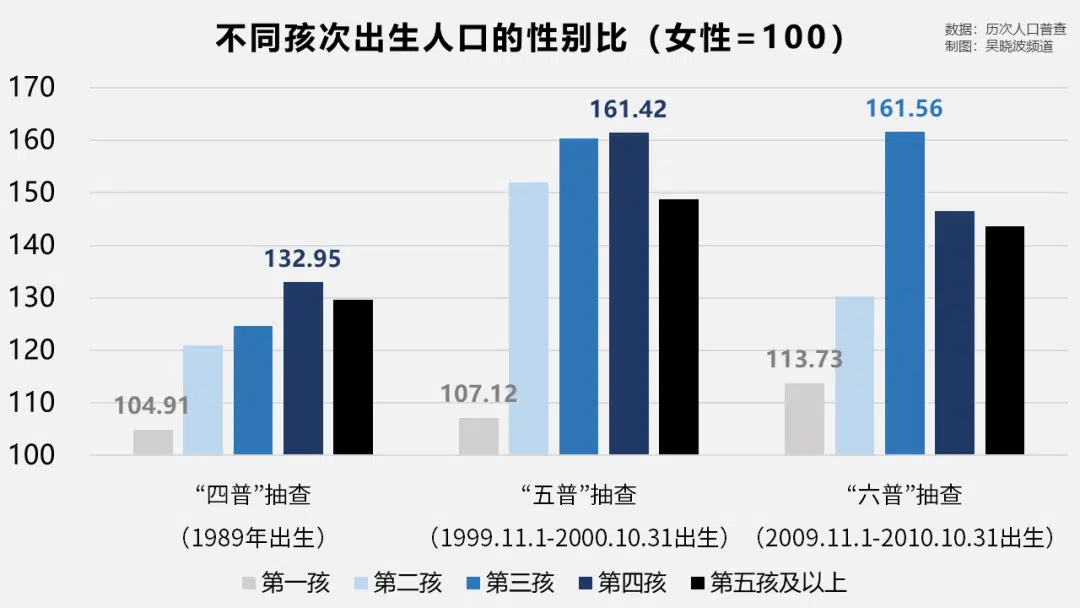 不同孩次出生人口的性别比（女性=100）
数据：历次人口普查
制图：吴晓波频道
170
160
150
140
130
120
110
100
104.91
132.95
107.12
161.42
113.73
161.56
“四普”抽查
（1989年出生）
“五普”抽查
（1999.11.1-2000.10.31出生）
“六普”抽查
（2009.11.1-2010.10.31出生）
第一孩 第二孩 第三孩 第四孩 第五孩及以上